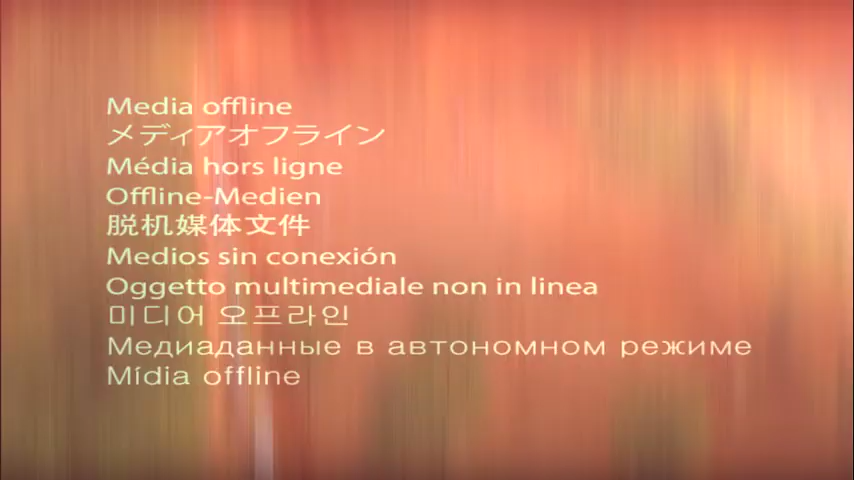 Media offline
メディアオフライン
Média hors ligne
Offline-Medien
脱机媒体文件
Medios sin conexión
Oggetto multimediale non in linea
미디어 오프라인
Медиаданные в автономном режиме
Mídia offline